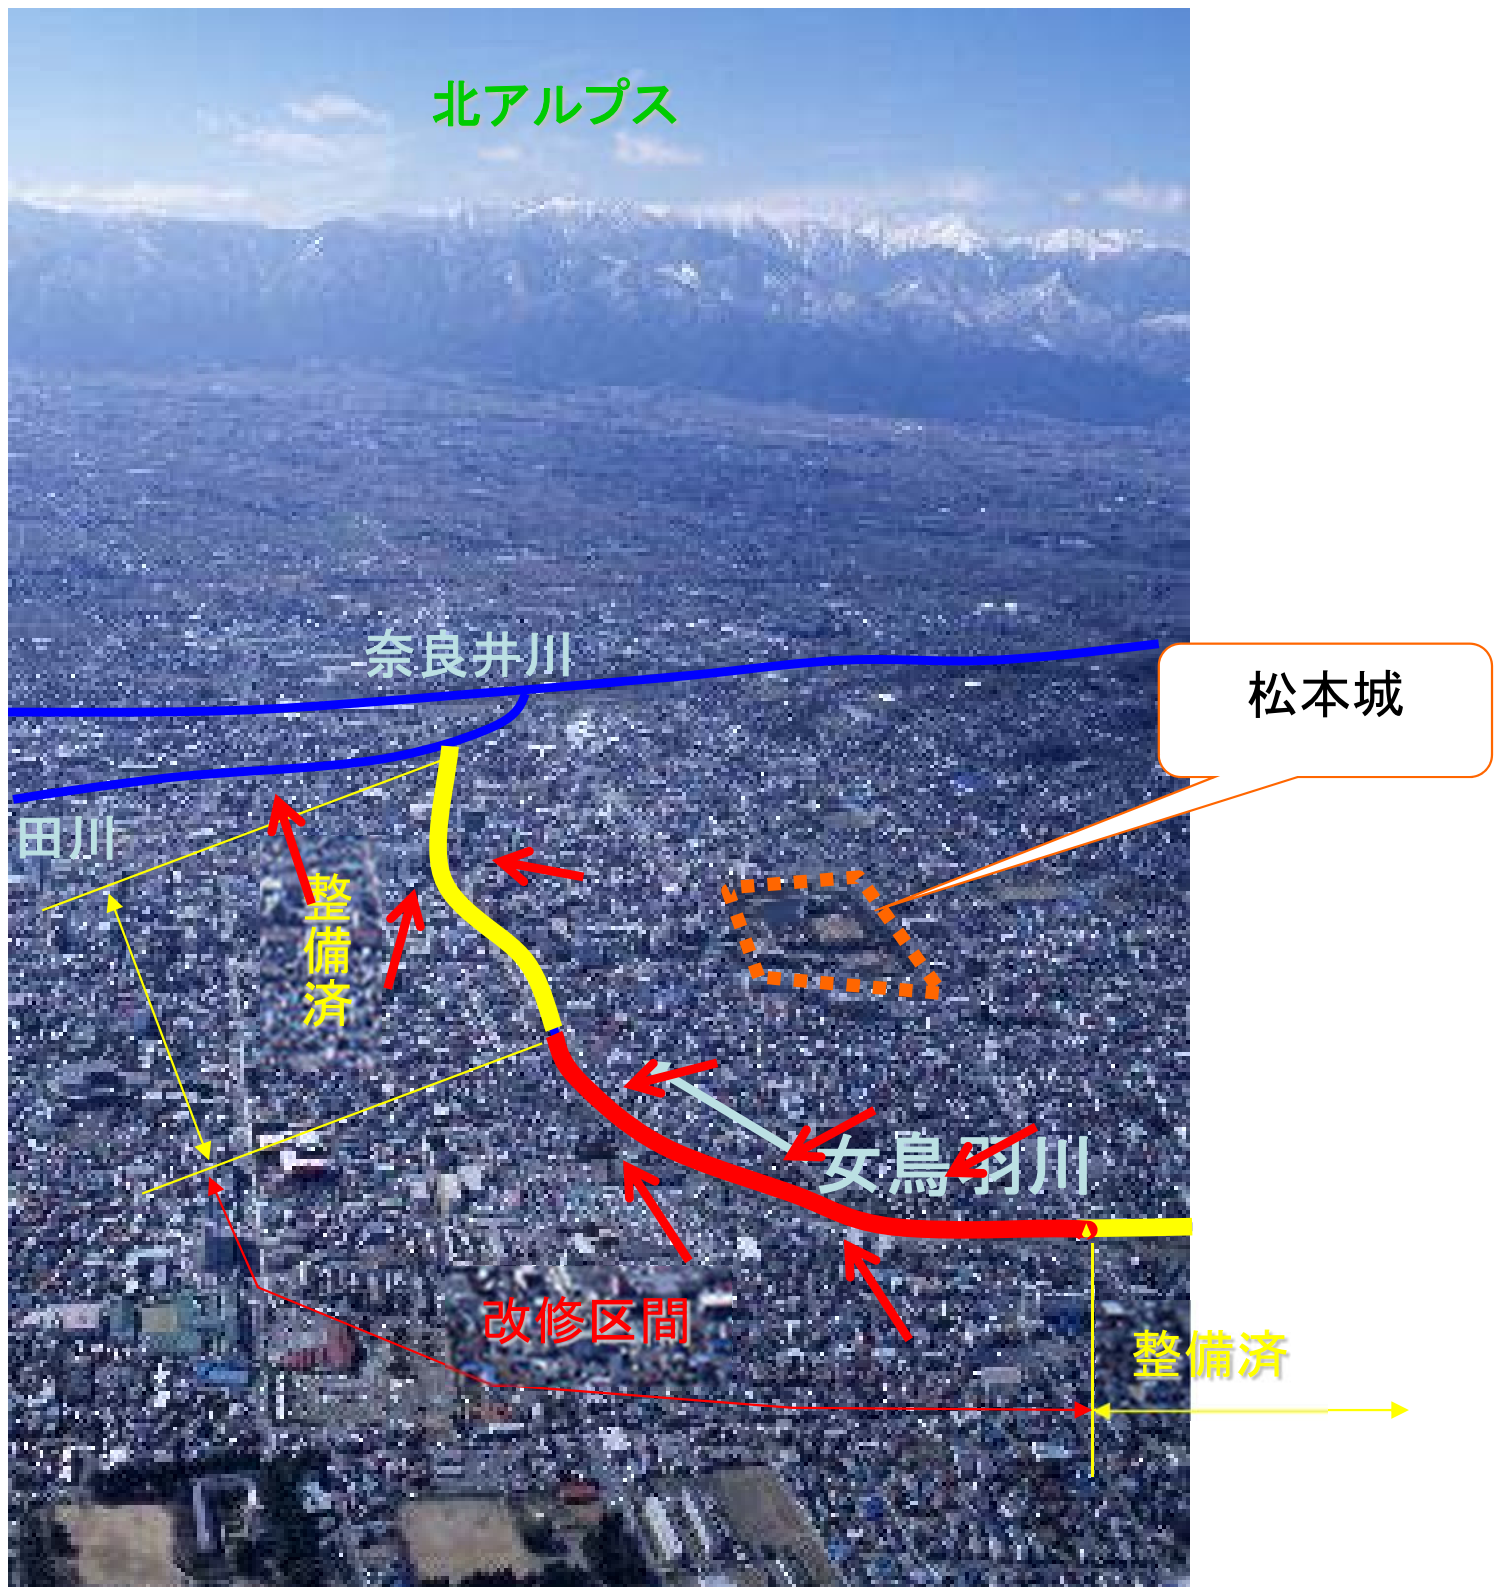 北アルプス
奈良井川
松本城
田川
整備済
女鳥羽川
改修区間
整備済